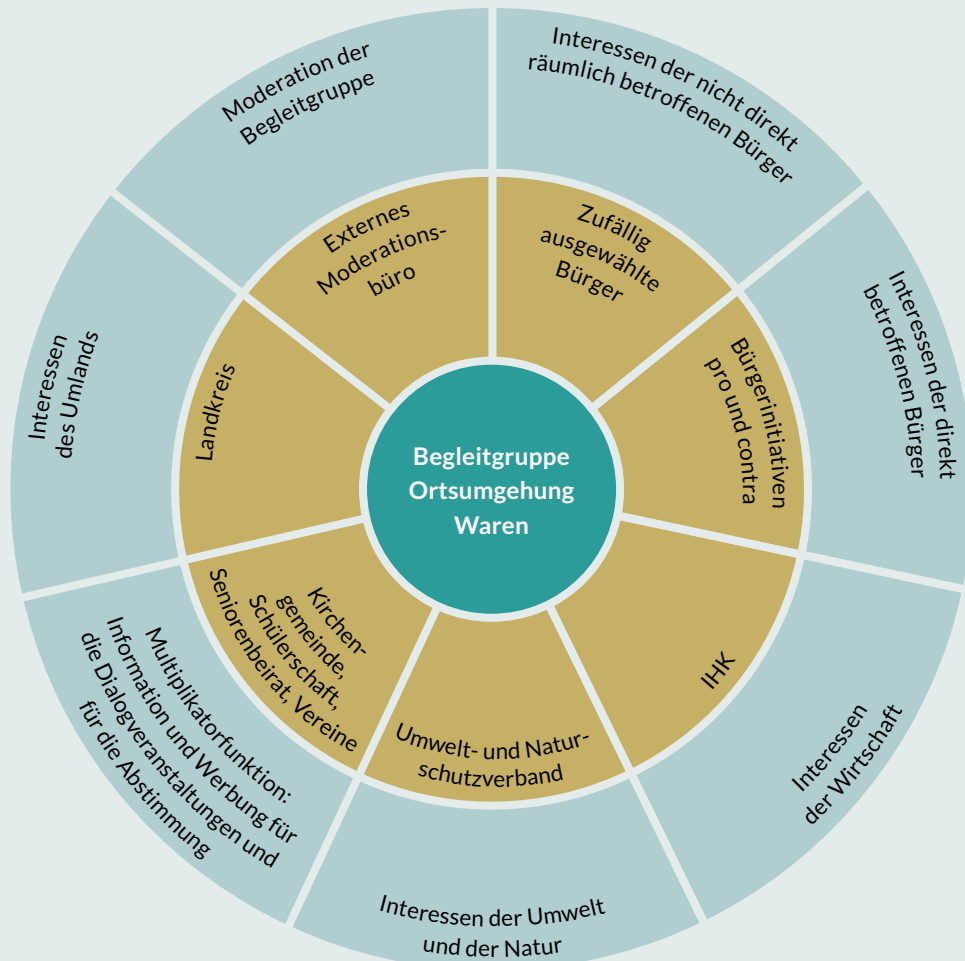 Moderation der
Begleitgruppe
Interessen der nicht direkt
räumlich betroffenen Bürger
Externes
Moderations-
büro
Zufällig
ausgewählte
Bürger
Interessen
des Umlands
Landkreis
Begleitgruppe
Ortsumgehung
Waren
Bürgerinitiativen
pro und contra
Interessen der direkt
betroffenen Bürger
Kirchen-
gemeinde,
Schülerschaft,
Seniorenbeirat, Vereine
Multiplikatorfunktion:
Information und Werbung für
die Dialogveranstaltungen und
für die Abstimmung
Umwelt- und Natur-
schutzverband
IHK
Interessen
der Wirtschaft
Interessen der Umwelt
und der Natur